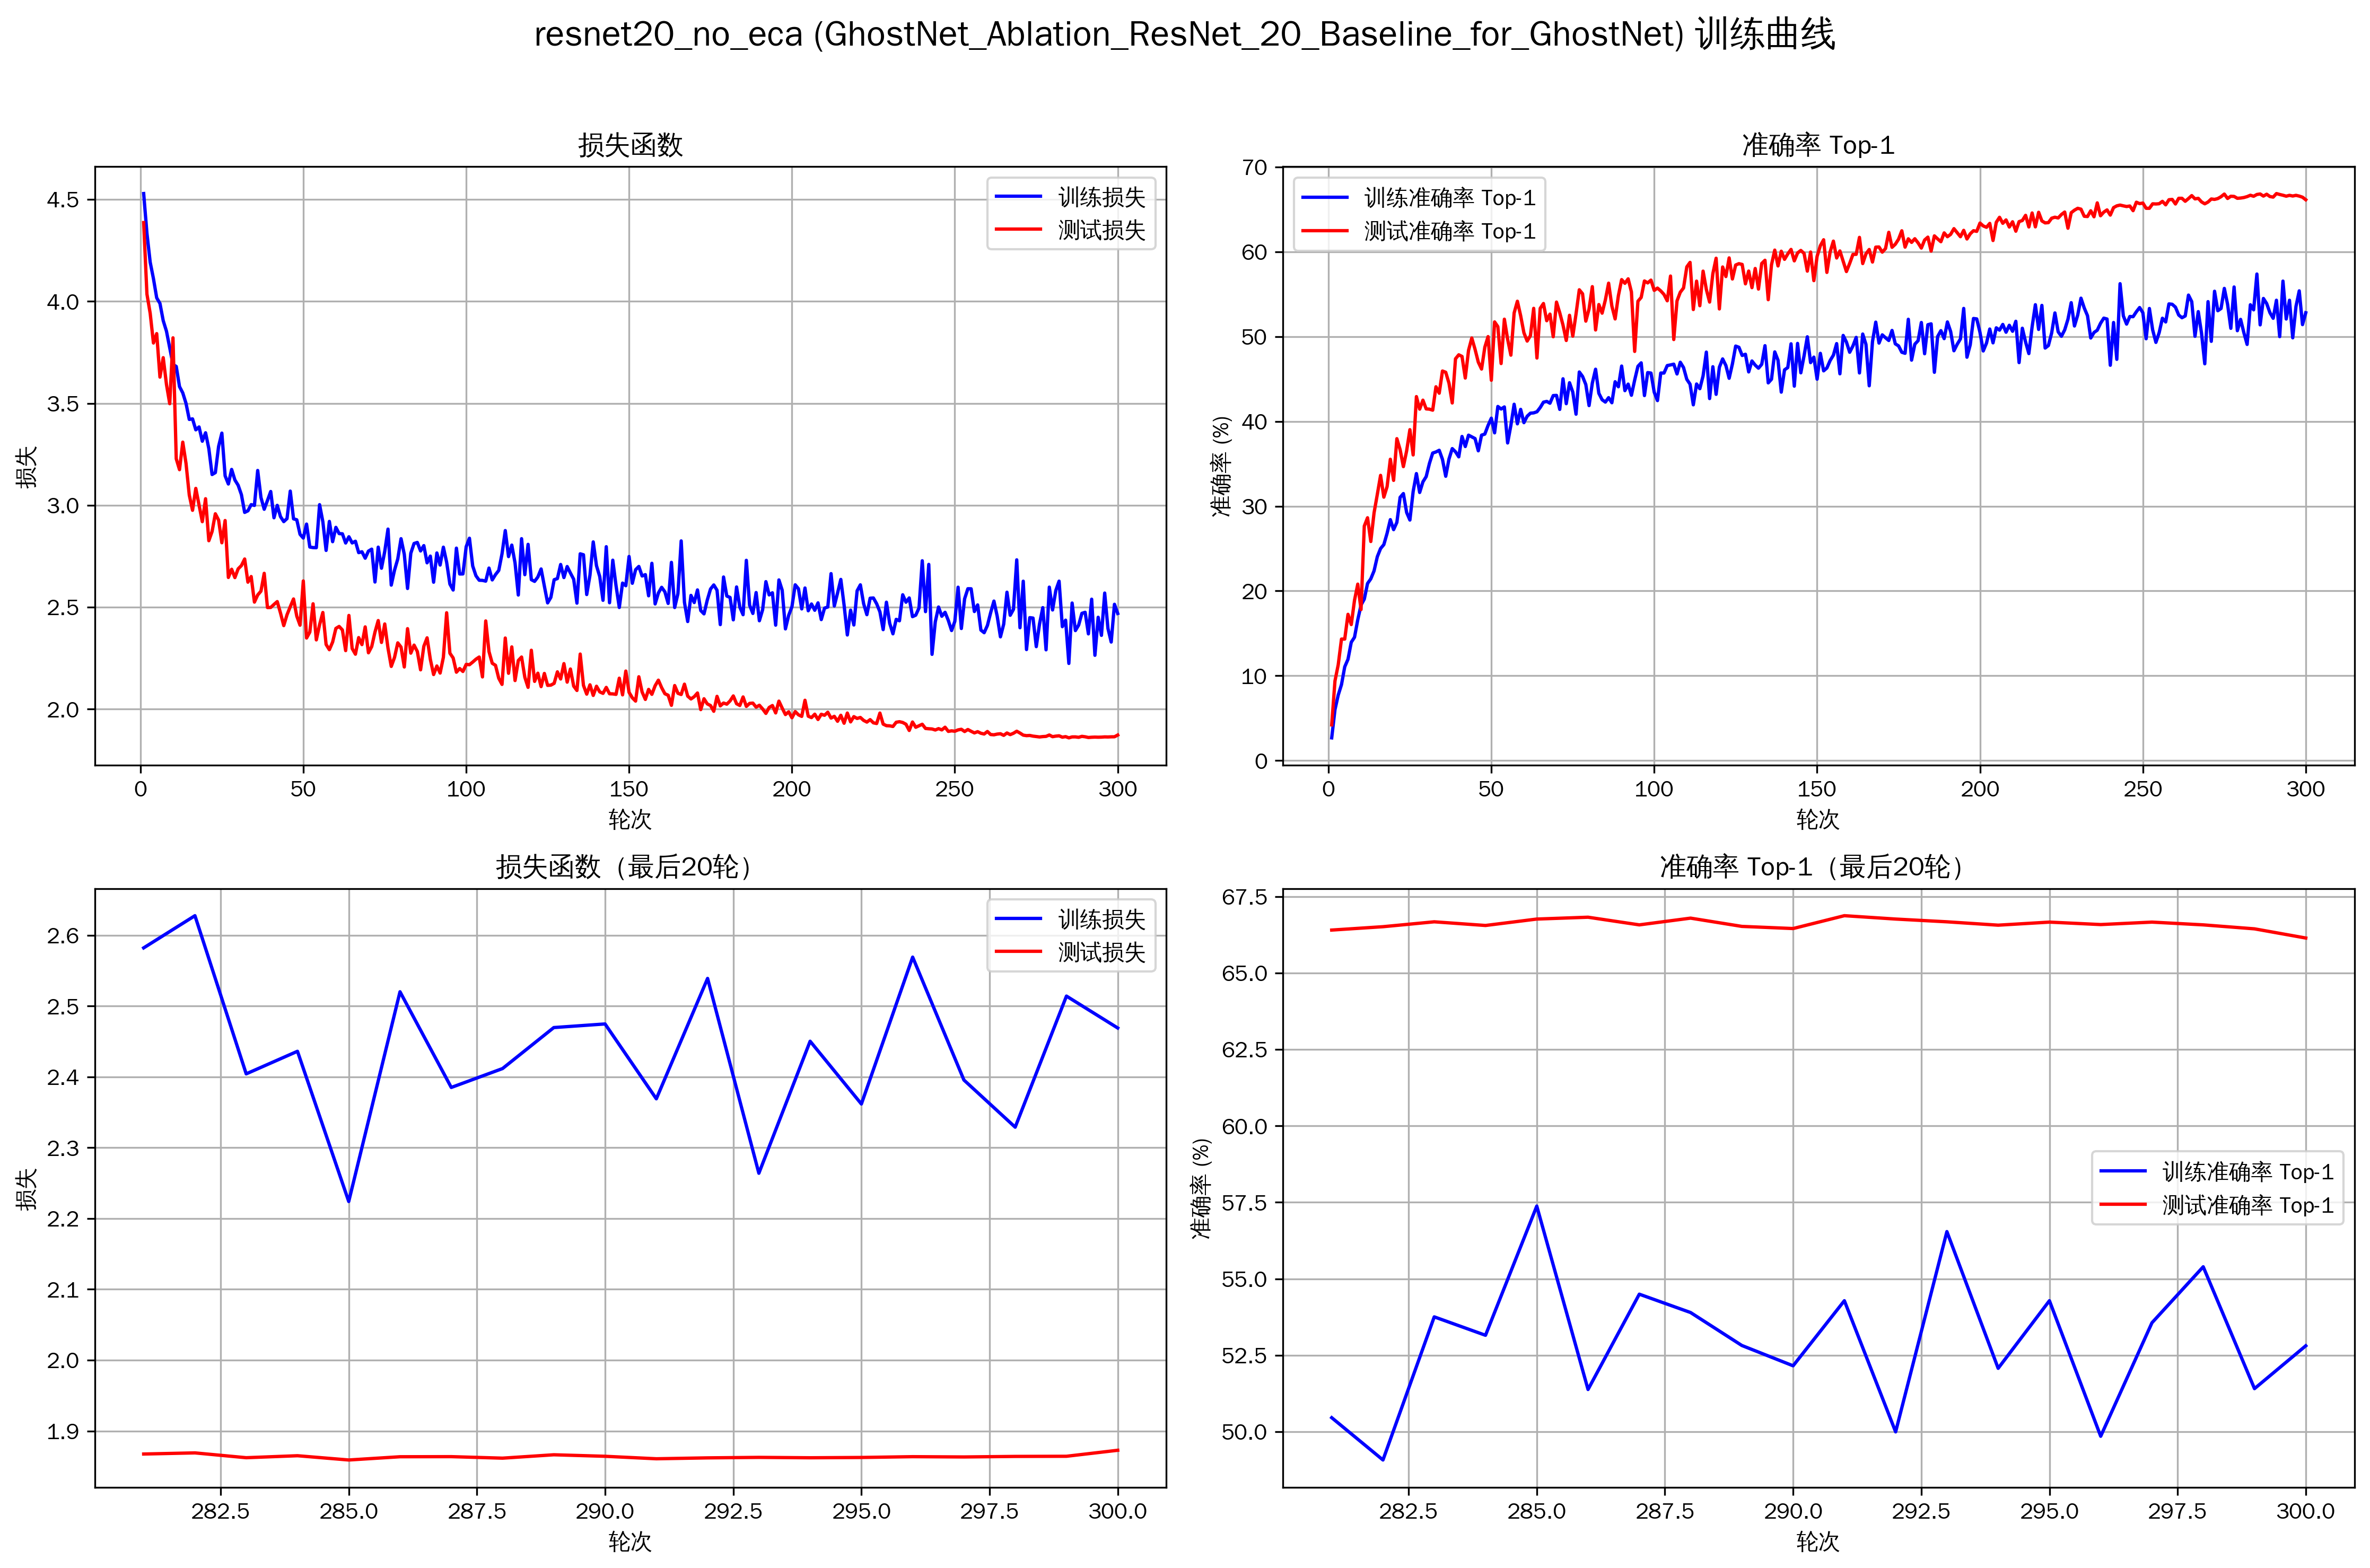 resnet20_no_eca (GhostNet_Ablation_ResNet_20_Baseline_for_GhostNet) 训练曲线
损失函数
训练损失
测试损失
4.5
4.0
3.5
3.0
2.5
2.0
损失
0 50 100 150 200 250 300
轮次
准确率 Top-1
训练准确率 Top-1
测试准确率 Top-1
70
60
50
40
30
20
10
0
准确率 (%)
0 50 100 150 200 250 300
轮次
损失函数（最后20轮）
训练损失
测试损失
2.6
2.5
2.4
2.3
2.2
2.1
2.0
1.9
损失
282.5 285.0 287.5 290.0 292.5 295.0 297.5 300.0
轮次
准确率 Top-1（最后20轮）
训练准确率 Top-1
测试准确率 Top-1
67.5
65.0
62.5
60.0
57.5
55.0
52.5
50.0
准确率 (%)
282.5 285.0 287.5 290.0 292.5 295.0 297.5 300.0
轮次